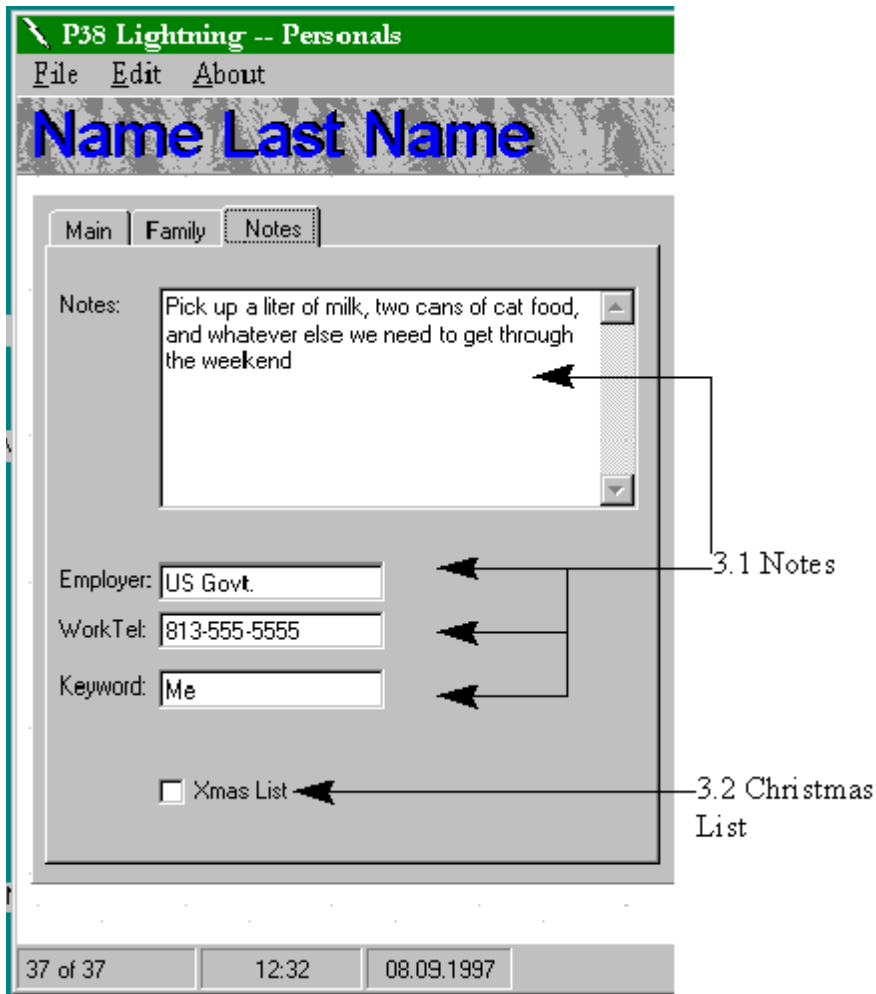 P38 Lightning -- Personals
File Edit About
Name Last Name
Main Family Notes
Notes: Pick up a liter of milk, two cans of cat food,
and whatever else we need to get through
the weekend
3.1 Notes
Employer: US Govt.
WorkTel: 813-555-5555
Keyword: Me
Xmas List
3.2 Christmas
List
37 of 37 12:32 08.09.1997